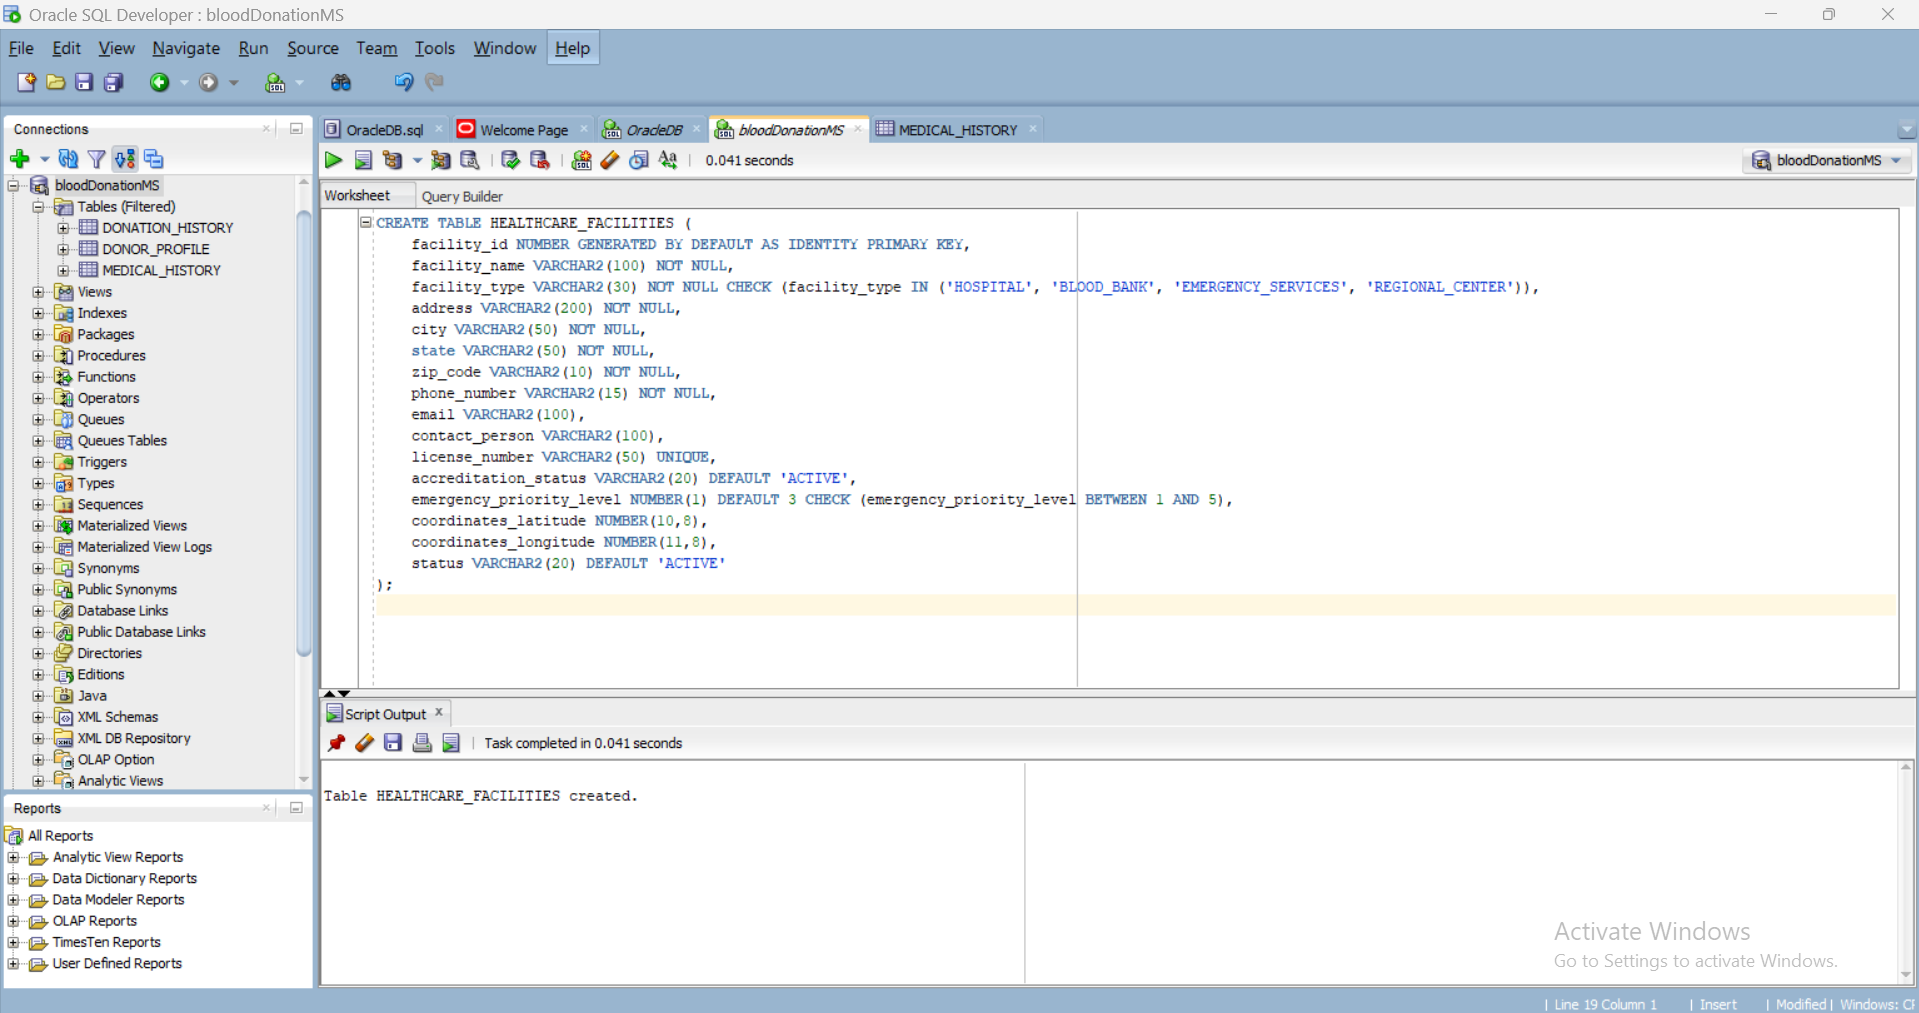 Oracle SQL Developer : bloodDonationMS
File Edit View Navigate Run Source Team Tools Window Help
Connections
bloodDonationMS
Tables (Filtered)
DONATION_HISTORY
DONOR_PROFILE
MEDICAL_HISTORY
Views
Indexes
Packages
Procedures
Functions
Operators
Queues
Queues Tables
Triggers
Types
Sequences
Materialized Views
Materialized View Logs
Synonyms
Public Synonyms
Database Links
Public Database Links
Directories
Editions
Java
XML Schemas
XML DB Repository
OLAP Option
Analytic Views
Reports
All Reports
Analytic View Reports
Data Dictionary Reports
Data Modeler Reports
OLAP Reports
TimesTen Reports
User Defined Reports
OracleDB.sql Welcome Page OracleDB bloodDonationMS MEDICAL_HISTORY
0.041 seconds bloodDonationMS
Worksheet Query Builder
CREATE TABLE HEALTHCARE_FACILITIES (
facility_id NUMBER GENERATED BY DEFAULT AS IDENTITY PRIMARY KEY,
facility_name VARCHAR2(100) NOT NULL,
facility_type VARCHAR2(30) NOT NULL CHECK (facility_type IN ('HOSPITAL', 'BLOOD_BANK', 'EMERGENCY_SERVICES', 'REGIONAL_CENTER')),
address VARCHAR2(200) NOT NULL,
city VARCHAR2(50) NOT NULL,
state VARCHAR2(50) NOT NULL,
zip_code VARCHAR2(10) NOT NULL,
phone_number VARCHAR2(15) NOT NULL,
email VARCHAR2(100),
contact_person VARCHAR2(100),
license_number VARCHAR2(50) UNIQUE,
accreditation_status VARCHAR2(20) DEFAULT 'ACTIVE',
emergency_priority_level NUMBER(1) DEFAULT 3 CHECK (emergency_priority_level BETWEEN 1 AND 5),
coordinates_latitude NUMBER(10,8),
coordinates_longitude NUMBER(11,8),
status VARCHAR2(20) DEFAULT 'ACTIVE'
);
Script Output
Task completed in 0.041 seconds
Table HEALTHCARE_FACILITIES created.
Activate Windows
Go to Settings to activate Windows.
Line 19 Column 1 | Insert | Modified | Windows: